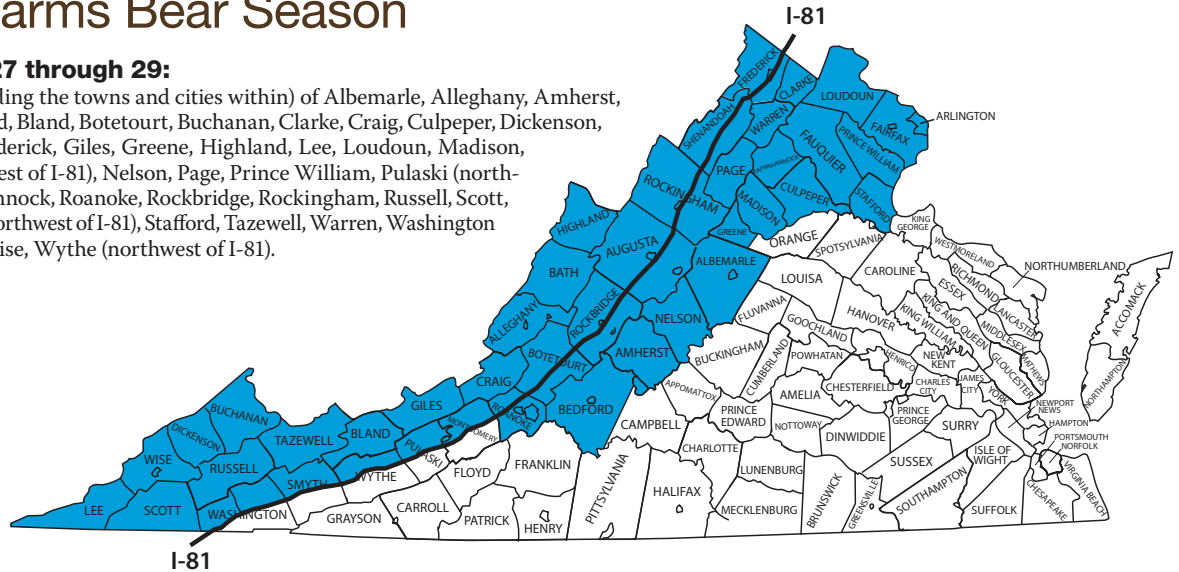 arms Bear Season
27 through 29:
ding the towns and cities within) of Albemarle, Alleghany, Amherst,
d, Bland, Botetourt, Buchanan, Clarke, Craig, Culpeper, Dickenson,
derick, Giles, Greene, Highland, Lee, Loudoun, Madison,
est of I-81), Nelson, Page, Prince William, Pulaski (north-
nnock, Roanoke, Rockbridge, Rockingham, Russell, Scott,
orthwest of I-81), Stafford, Tazewell, Warren, Washington
ise, Wythe (northwest of I-81).
I-81
FREDERICK
CLARKE
LOUDOUN
SHENANDOAH
WARREN
FAIRFAX
ARLINGTON
FAUQUIER
PRINCE WILLIAM
PAGE
RAPPAHANNOCK
ROCKINGHAM
CULPEPER
STAFFORD
MADISON
HIGHLAND
GREENE
KING
GEORGE
ORANGE
SPOTSYLVANIA
WESTMORELAND
AUGUSTA
ALBEMARLE
BATH
LOUISA
CAROLINE
RICHMOND
NORTHUMBERLAND
ESSEX
ACCOMACK
ROCKBRIDGE
NELSON
FLUVANNA
GOOCHLAND
HANOVER
KING WILLIAM
KING AND QUEEN
LANCASTER
MIDDLESEX
ALLEGHANY
BOTETOURT
AMHERST
BUCKINGHAM
CUMBERLAND
POWHATAN
HENRICO
NEW
KENT
GLOUCESTER
MATHEWS
NORTHAMPTON
CRAIG
APPOMATTOX
AMELIA
CHESTERFIELD
CHARLES
CITY
JAMES
CITY
YORK
GILES
ROANOKE
BEDFORD
PRINCE
EDWARD
PRINCE
GEORGE
NEWPORT
NEWS
HAMPTON
BUCHANAN
DICKENSON
TAZEWELL
BLAND
MONTGOMERY
CAMPBELL
NOTTOWAY
DINWIDDIE
SURRY
PORTSMOUTH
NORFOLK
WISE
RUSSELL
PULASKI
FLOYD
FRANKLIN
CHARLOTTE
SUSSEX
ISLE OF
WIGHT
LUNENBURG
SMYTH
WYTHE
PITTSYLVANIA
HALIFAX
BRUNSWICK
GREENSVILLE
SOUTHAMPTON
VIRGINIA BEACH
CHESAPEAKE
LEE
SCOTT
WASHINGTON
GRAYSON
CARROLL
PATRICK
HENRY
MECKLENBURG
SUFFOLK
I-81